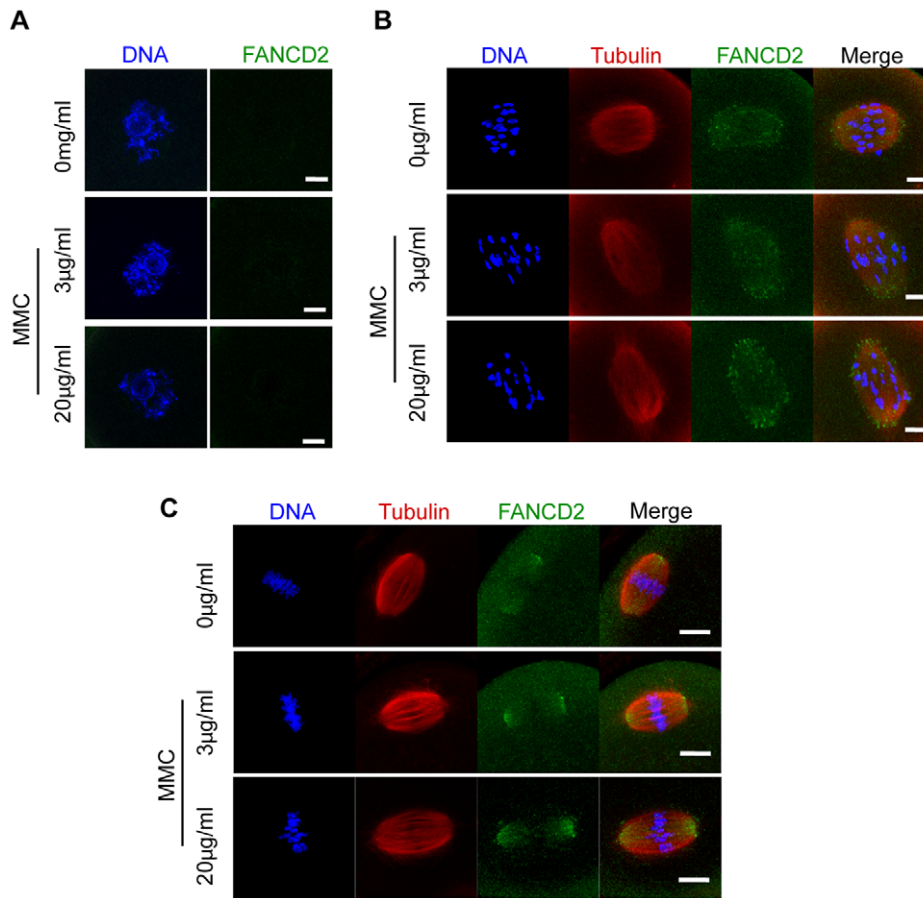 A
DNA FANCD2
0mg/ml
3µg/ml
20µg/ml
MMC
B
DNA Tubulin FANCD2 Merge
0µg/ml
3µg/ml
20µg/ml
MMC
C
DNA Tubulin FANCD2 Merge
0µg/ml
3µg/ml
20µg/ml
MMC